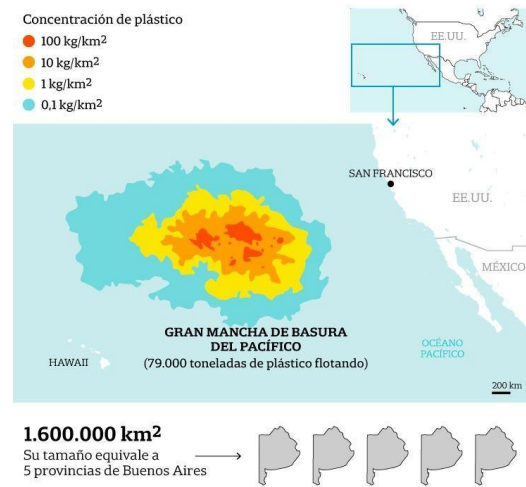 Concentración de plástico
100 kg/km2
10 kg/km2
1 kg/km2
0,1 kg/km2
EE.UU.
SAN FRANCISCO
EE.UU.
MÉXICO
GRAN MANCHA DE BASURA
DEL PACÍFICO
(79.000 toneladas de plástico flotando)
HAWAII
OCÉANO
PACÍFICO
200 km
1.600.000 km2
Su tamaño equivale a
5 provincias de Buenos Aires